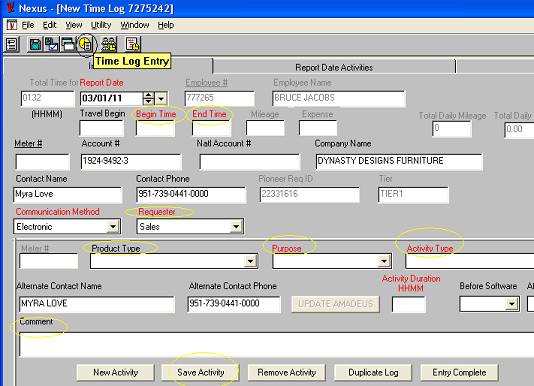 Nexus - [New Time Log 7275242]
File Edit View Utility Window Help
Time Log Entry
Report Date Activities
Total Time for Report Date Employee # Employee Name
0132 03/01/11 777265 BRUCE JACOBS
(HHMM) Travel Begin Begin Time End Time Mileage Expense Total Daily Mileage Total Daily
0 0.00
Meter # Account # Natl Account # Company Name
1924-9492-3 DYNASTY DESIGNS FURNITURE
Contact Name Contact Phone Pioneer Req ID Tier
Myra Love 951-739-0441-0000 22331616 TIER1
Communication Method Requester
Electronic Sales
Meter # Product Type Purpose Activity Type
Activity Duration
Alternate Contact Name Alternate Contact Phone HHMM Before Software
MYRA LOVE 951-739-0441-0000 UPDATE AMADEUS
Comment
New Activity Save Activity Remove Activity Duplicate Log Entry Complete